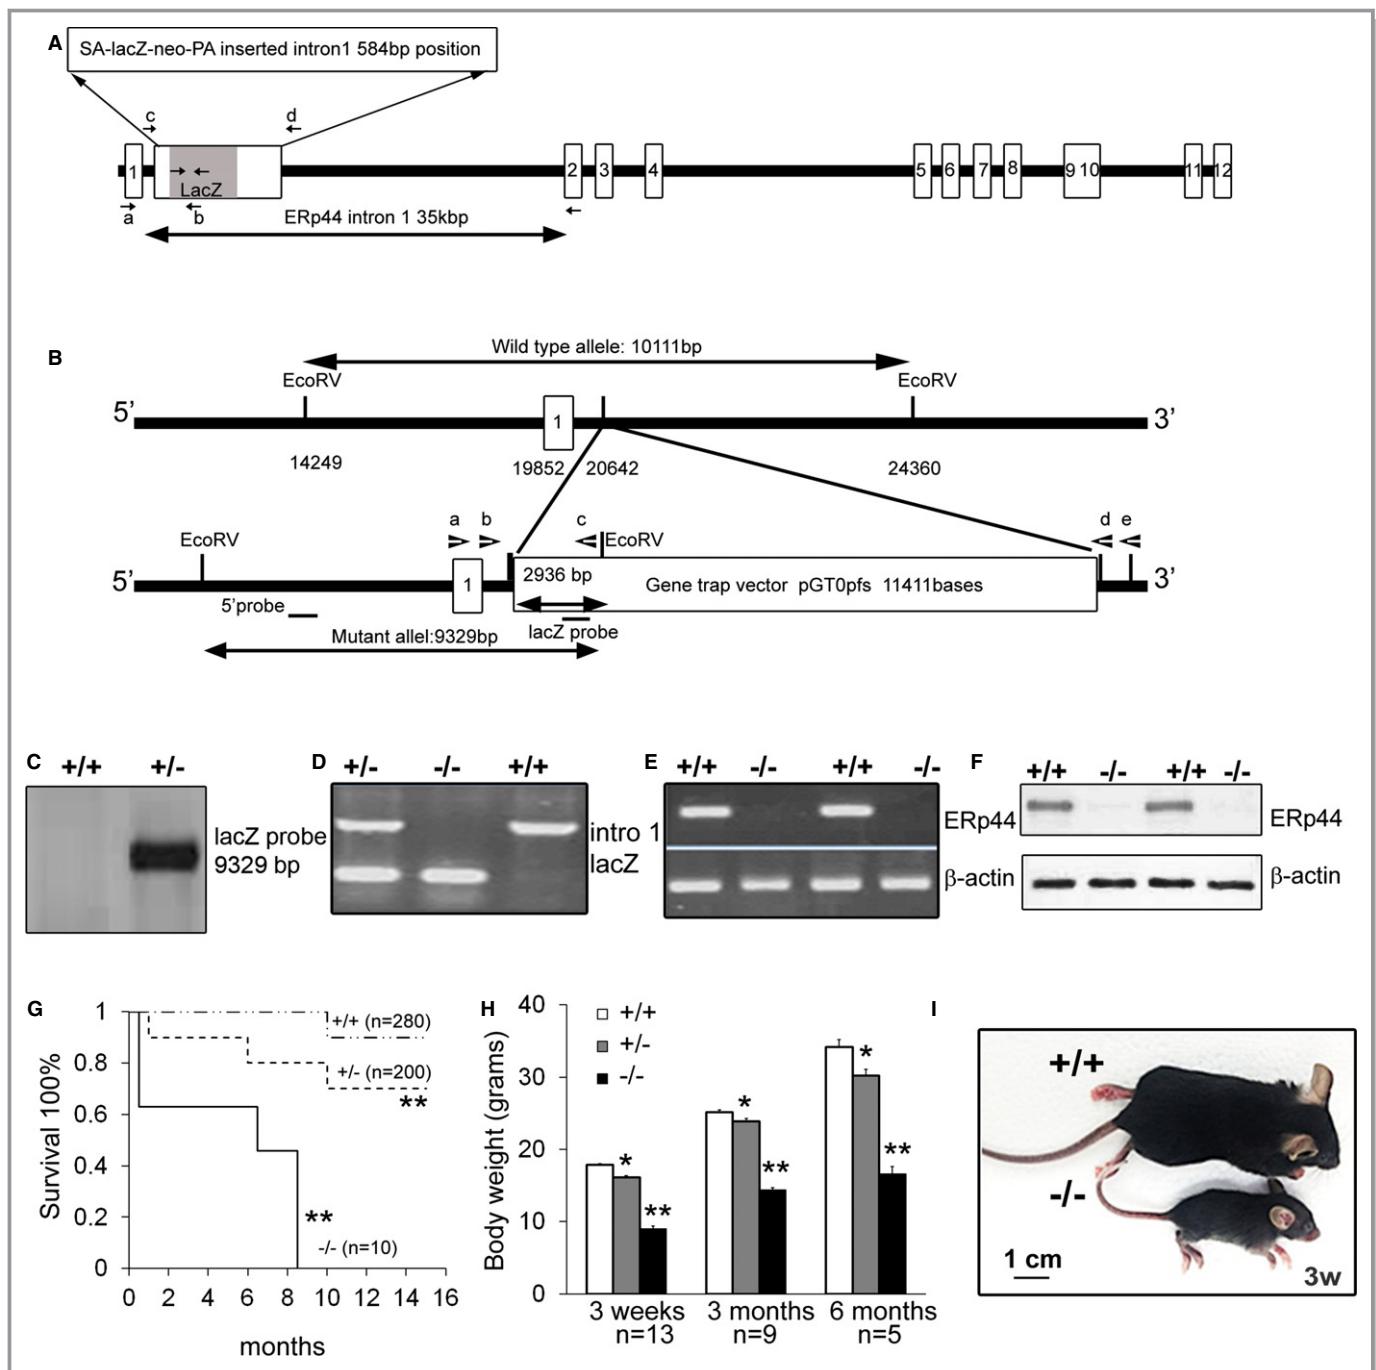 A
SA-lacZ-neo-PA inserted intron1 584bp position
c d
1 2 3 4 5 6 7 8 9 10 11 12
LacZ
a b
ERp44 intron 1 35kbp
B
Wild type allele: 10111bp
EcoRV EcoRV
5’ 1 3’
14249 19852 20642 24360
a b c d e
EcoRV EcoRV
5’ 1 2936 bp Gene trap vector pGT0pfs 11411bases 3’
5’probe lacZ probe
Mutant allel:9329bp
C +/+ +/-
lacZ probe
9329 bp
D +/- -/- +/+
intro 1
lacZ
E +/+ -/- +/+ -/-
ERp44
β-actin
F +/+ -/- +/+ -/-
ERp44
β-actin
G
Survival 100%
1
0.8
0.6
0.4
0.2
0
+/+ (n=280)
+/- (n=200)
**
**
-/- (n=10)
0 2 4 6 8 10 12 14 16
months
H
Body weight (grams)
40
30
20
10
0
+/+
+/-
-/-
* **
* **
* **
3 weeks 3 months 6 months
n=13 n=9 n=5
I
+/+
-/-
1 cm
3w